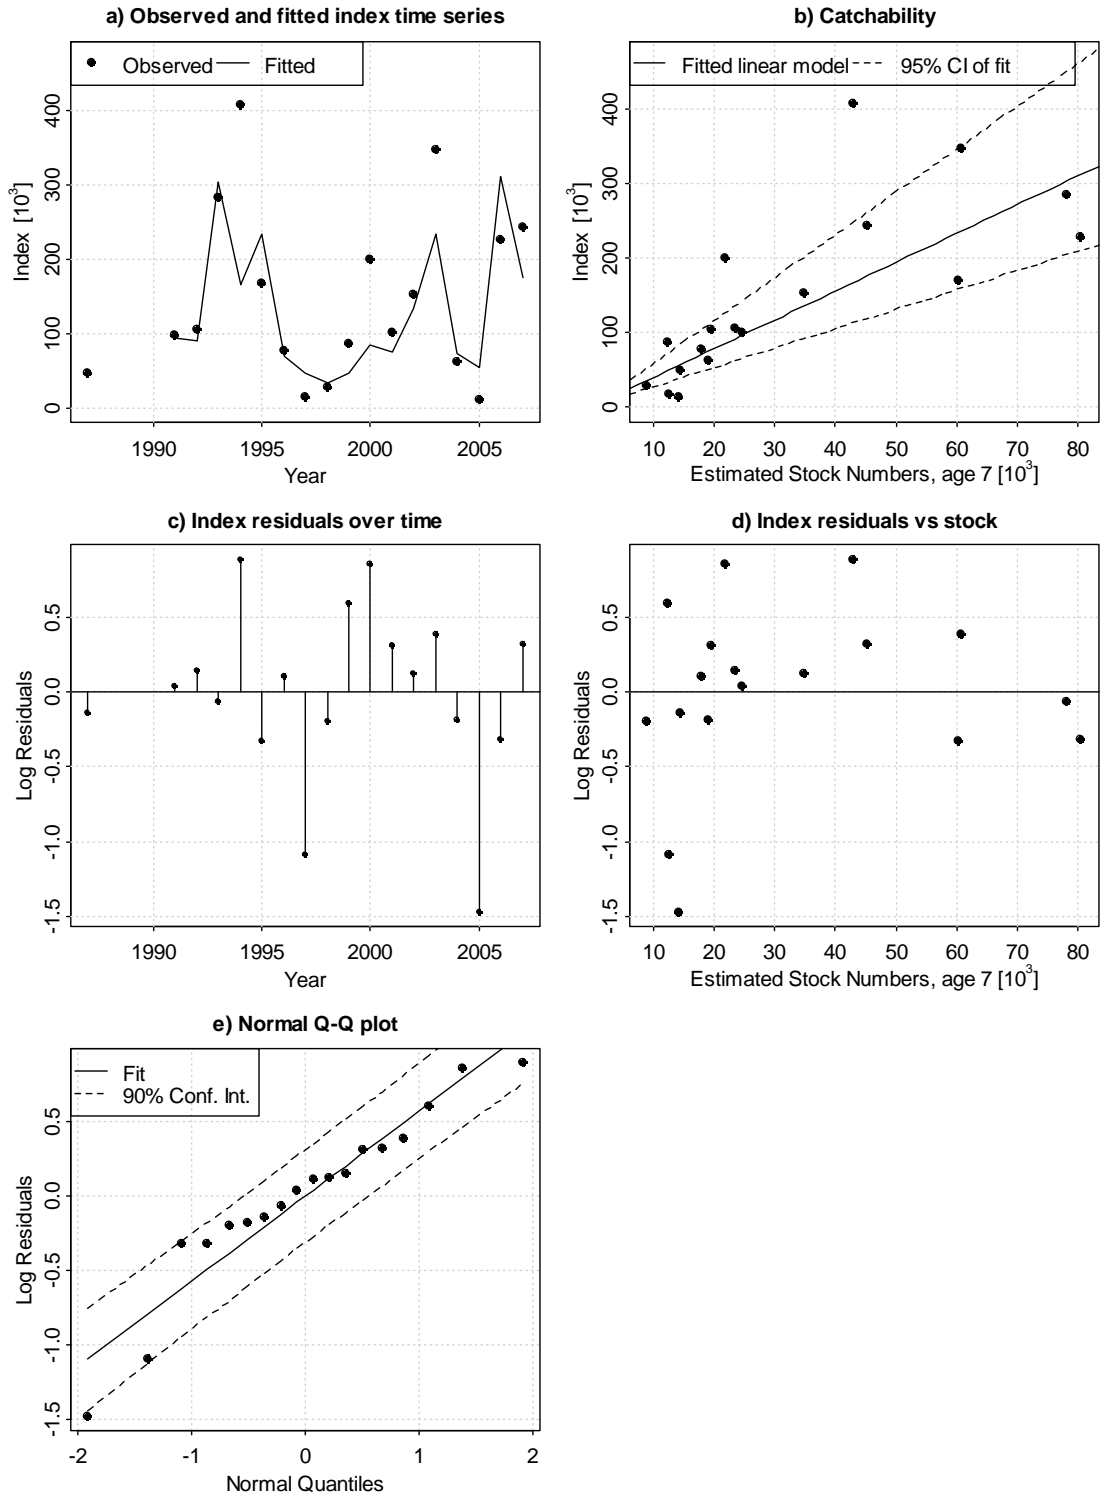 a) Observed and fitted index time series
Observed Fitted
Index [10³]
0 100 200 300 400
1990 1995 2000 2005
Year
b) Catchability
Fitted linear model 95% CI of fit
Index [10³]
0 100 200 300 400
10 20 30 40 50 60 70 80
Estimated Stock Numbers, age 7 [10³]
c) Index residuals over time
Log Residuals
-1.5 -1.0 -0.5 0.0 0.5
1990 1995 2000 2005
Year
d) Index residuals vs stock
Log Residuals
-1.5 -1.0 -0.5 0.0 0.5
10 20 30 40 50 60 70 80
Estimated Stock Numbers, age 7 [10³]
e) Normal Q-Q plot
Fit
90% Conf. Int.
Log Residuals
-1.5 -1.0 -0.5 0.0 0.5
-2 -1 0 1 2
Normal Quantiles